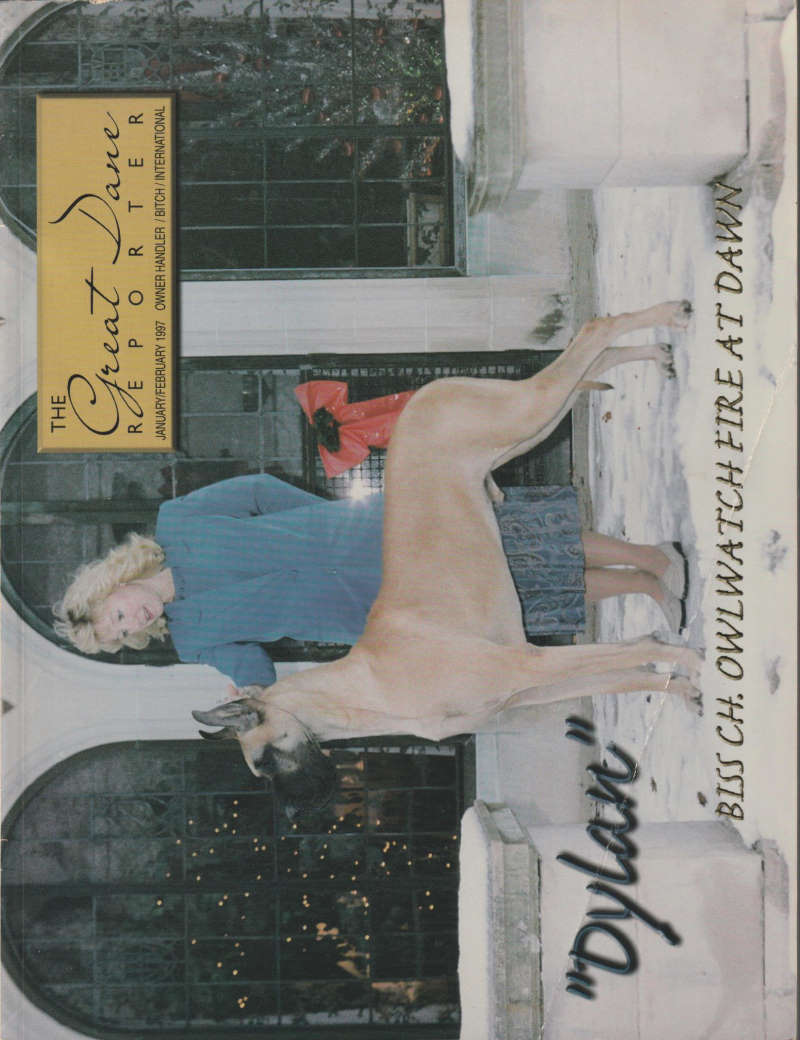 THE
Great Dane
REPORTER
JANUARY/FEBRUARY 1997 OWNER HANDLER / BITCH / INTERNATIONAL
"Dylan"
BISS CH. OWLWATCH FIRE AT DAWN